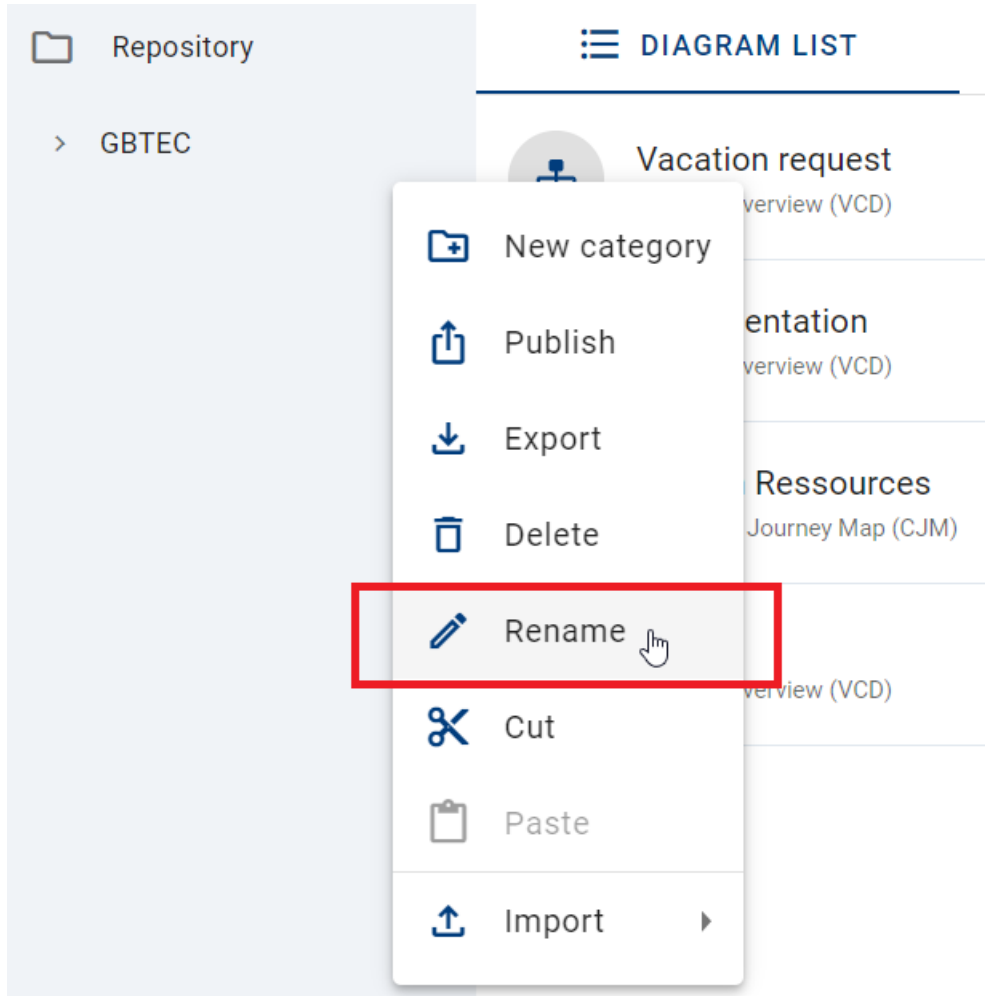 Repository
DIAGRAM LIST
GBTEC
Vacation request
verview (VCD)
New category
Publish
entation
verview (VCD)
Export
Ressources
Journey Map (CJM)
Delete
Rename
verview (VCD)
Cut
Paste
Import